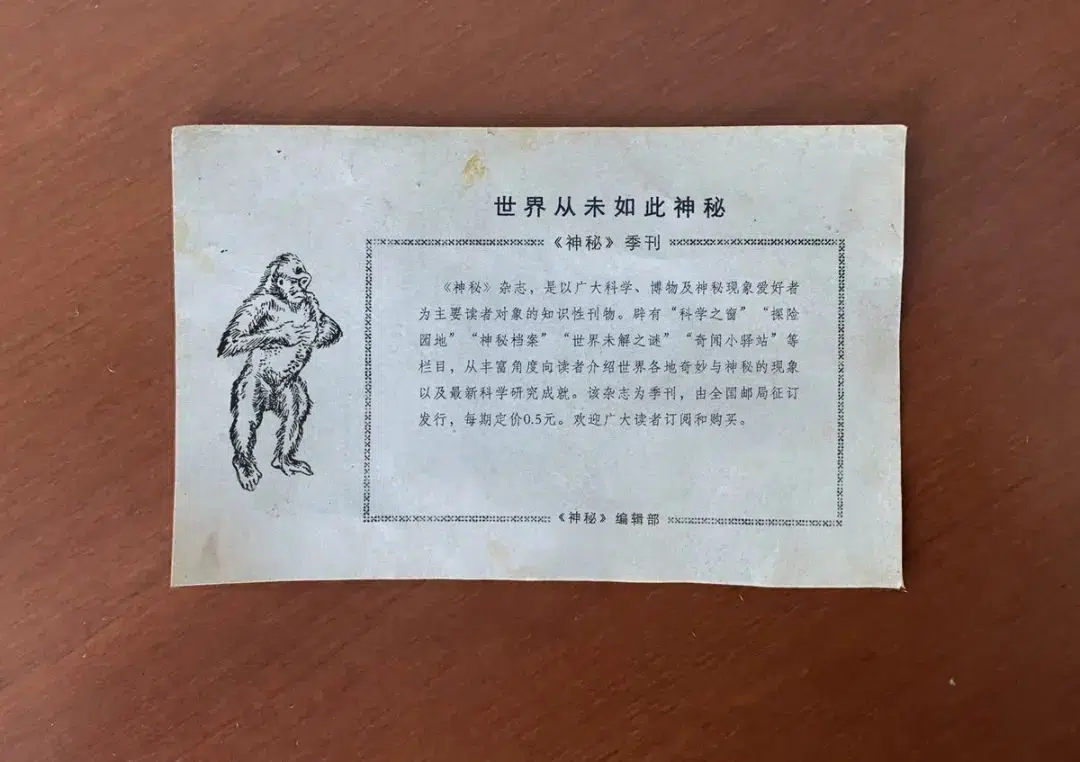 世界从未如此神秘
《神秘》季刊
《神秘》杂志，是以广大科学、博物及神秘现象爱好者
为主要读者对象的知识性刊物。辟有“科学之窗”“探险
园地”“神秘档案”“世界未解之谜”“奇闻小驿站”等
栏目，从丰富角度向读者介绍世界各地奇妙与神秘的现象
以及最新科学研究成就。该杂志为季刊，由全国邮局征订
发行，每期定价0.5元。欢迎广大读者订阅和购买。
《神秘》编辑部